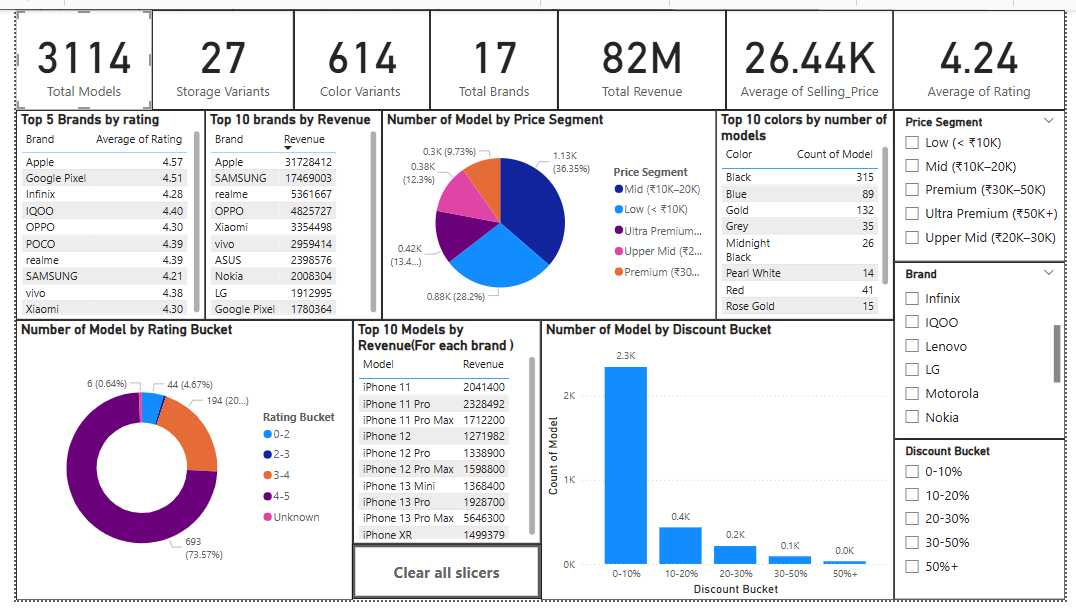 3114
Total Models
27
Storage Variants
614
Color Variants
17
Total Brands
82M
Total Revenue
26.44K
Average of Selling_Price
4.24
Average of Rating
Top 5 Brands by rating
Brand Average of Rating
Apple 4.57
Google Pixel 4.51
Infinix 4.28
IQOO 4.40
OPPO 4.30
POCO 4.39
realme 4.39
SAMSUNG 4.21
vivo 4.38
Xiaomi 4.30
Top 10 brands by Revenue
Brand Revenue
Apple 31728412
SAMSUNG 17469003
realme 5361667
OPPO 4825727
Xiaomi 3354498
vivo 2959414
ASUS 2398576
Nokia 2008304
LG 1912995
Google Pixel 1780364
Number of Model by Price Segment
0.3K (9.73%)
0.38K
(12.3%)
0.42K
(13.4...)
0.88K (28.2%)
1.13K
(36.35%)
Price Segment
Mid (₹10K–20K)
Low (< ₹10K)
Ultra Premium...
Upper Mid (₹2...
Premium (₹30...
Top 10 colors by number of
models
Color Count of Model
Black 315
Blue 89
Gold 132
Grey 35
Midnight 26
Black
Pearl White 14
Red 41
Rose Gold 15
Price Segment
Low (< ₹10K)
Mid (₹10K–20K)
Premium (₹30K–50K)
Ultra Premium (₹50K+)
Upper Mid (₹20K–30K)
Brand
Infinix
IQOO
Lenovo
LG
Motorola
Nokia
Discount Bucket
0-10%
10-20%
20-30%
30-50%
50%+
Number of Model by Rating Bucket
6 (0.64%)
44 (4.67%)
194 (20...)
693
(73.57%)
Rating Bucket
0-2
2-3
3-4
4-5
Unknown
Top 10 Models by
Revenue(For each brand )
Model Revenue
iPhone 11 2041400
iPhone 11 Pro 2328492
iPhone 11 Pro Max 1712200
iPhone 12 1271982
iPhone 12 Pro 1338900
iPhone 12 Pro Max 1598800
iPhone 13 Mini 1368400
iPhone 13 Pro 1928700
iPhone 13 Pro Max 5646300
iPhone XR 1499379
Clear all slicers
Number of Model by Discount Bucket
Count of Model
2K
1K
0K
2.3K
0.4K
0.2K
0.1K
0.0K
0-10% 10-20% 20-30% 30-50% 50%+
Discount Bucket